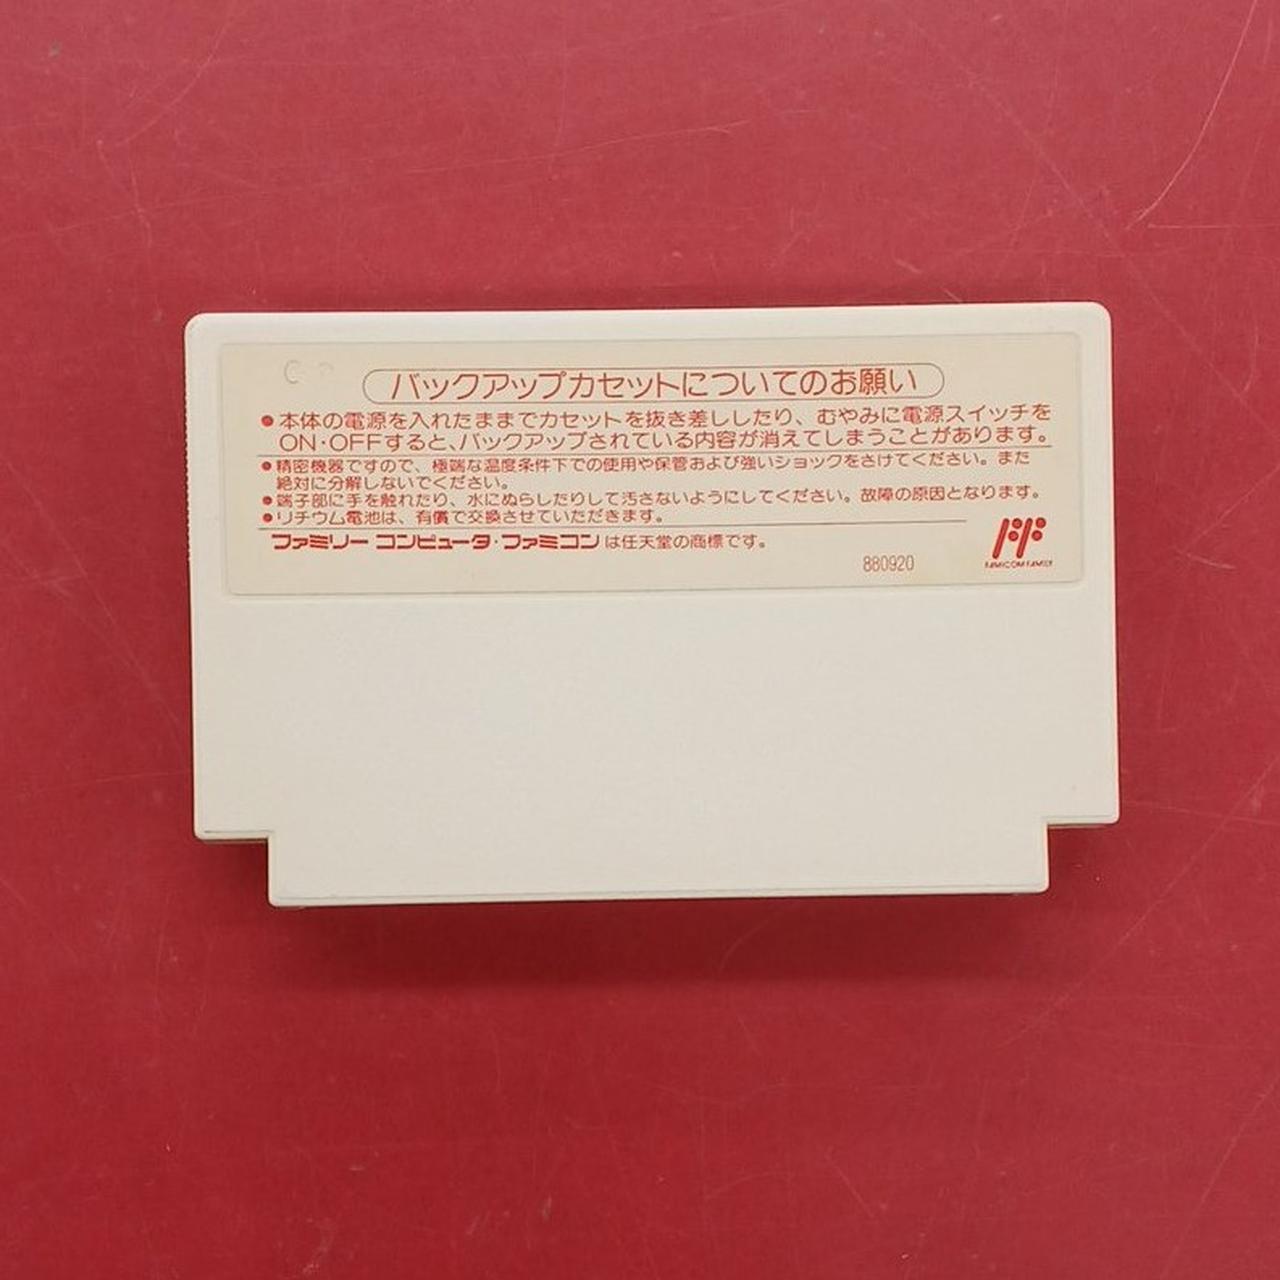 バックアップカセットについてのお願い
●本体の電源を入れたままでカセットを抜き差ししたり、むやみに電源スイッチを
ON・OFFすると、バックアップされている内容が消えてしまうことがあります。
●精密機器ですので、極端な温度条件下での使用や保管および強いショックをさけてください。また
絶対に分解しないでください。
●端子部に手を触れたり、水にぬらしたりして汚さないようにしてください。故障の原因となります。
●リチウム電池は、有償で交換させていただきます。
ファミリー コンピュータ・ファミコンは任天堂の商標です。
880920
FAMICOM FAMILY